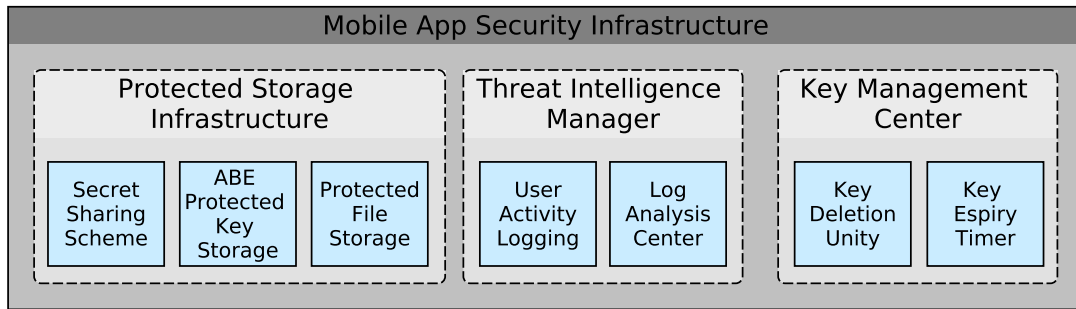 Mobile App Security Infrastructure
Protected Storage
Infrastructure
Secret
Sharing
Scheme
ABE
Protected
Key
Storage
Protected
File
Storage
Threat Intelligence
Manager
User
Activity
Logging
Log
Analysis
Center
Key Management
Center
Key
Deletion
Unity
Key
Espiry
Timer